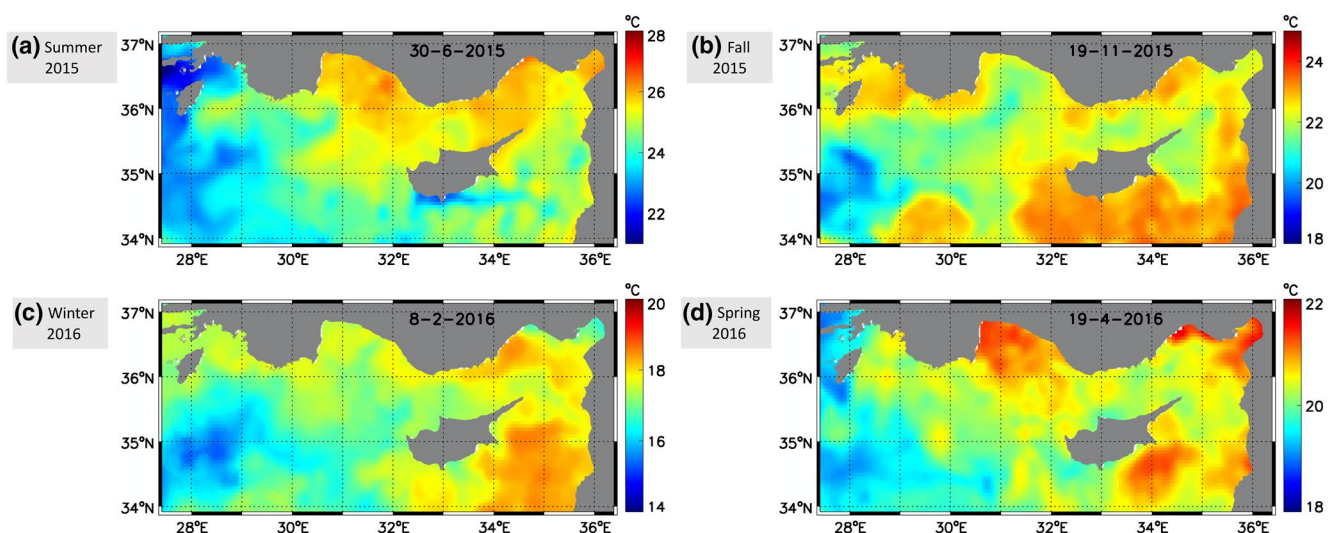 (a) Summer 2015
30-6-2015
°C
28
26
24
22
37°N
36°N
35°N
34°N
28°E 30°E 32°E 34°E 36°E
(b) Fall 2015
19-11-2015
°C
24
22
20
18
37°N
36°N
35°N
34°N
28°E 30°E 32°E 34°E 36°E
(c) Winter 2016
8-2-2016
°C
20
18
16
14
37°N
36°N
35°N
34°N
28°E 30°E 32°E 34°E 36°E
(d) Spring 2016
19-4-2016
°C
22
20
18
37°N
36°N
35°N
34°N
28°E 30°E 32°E 34°E 36°E